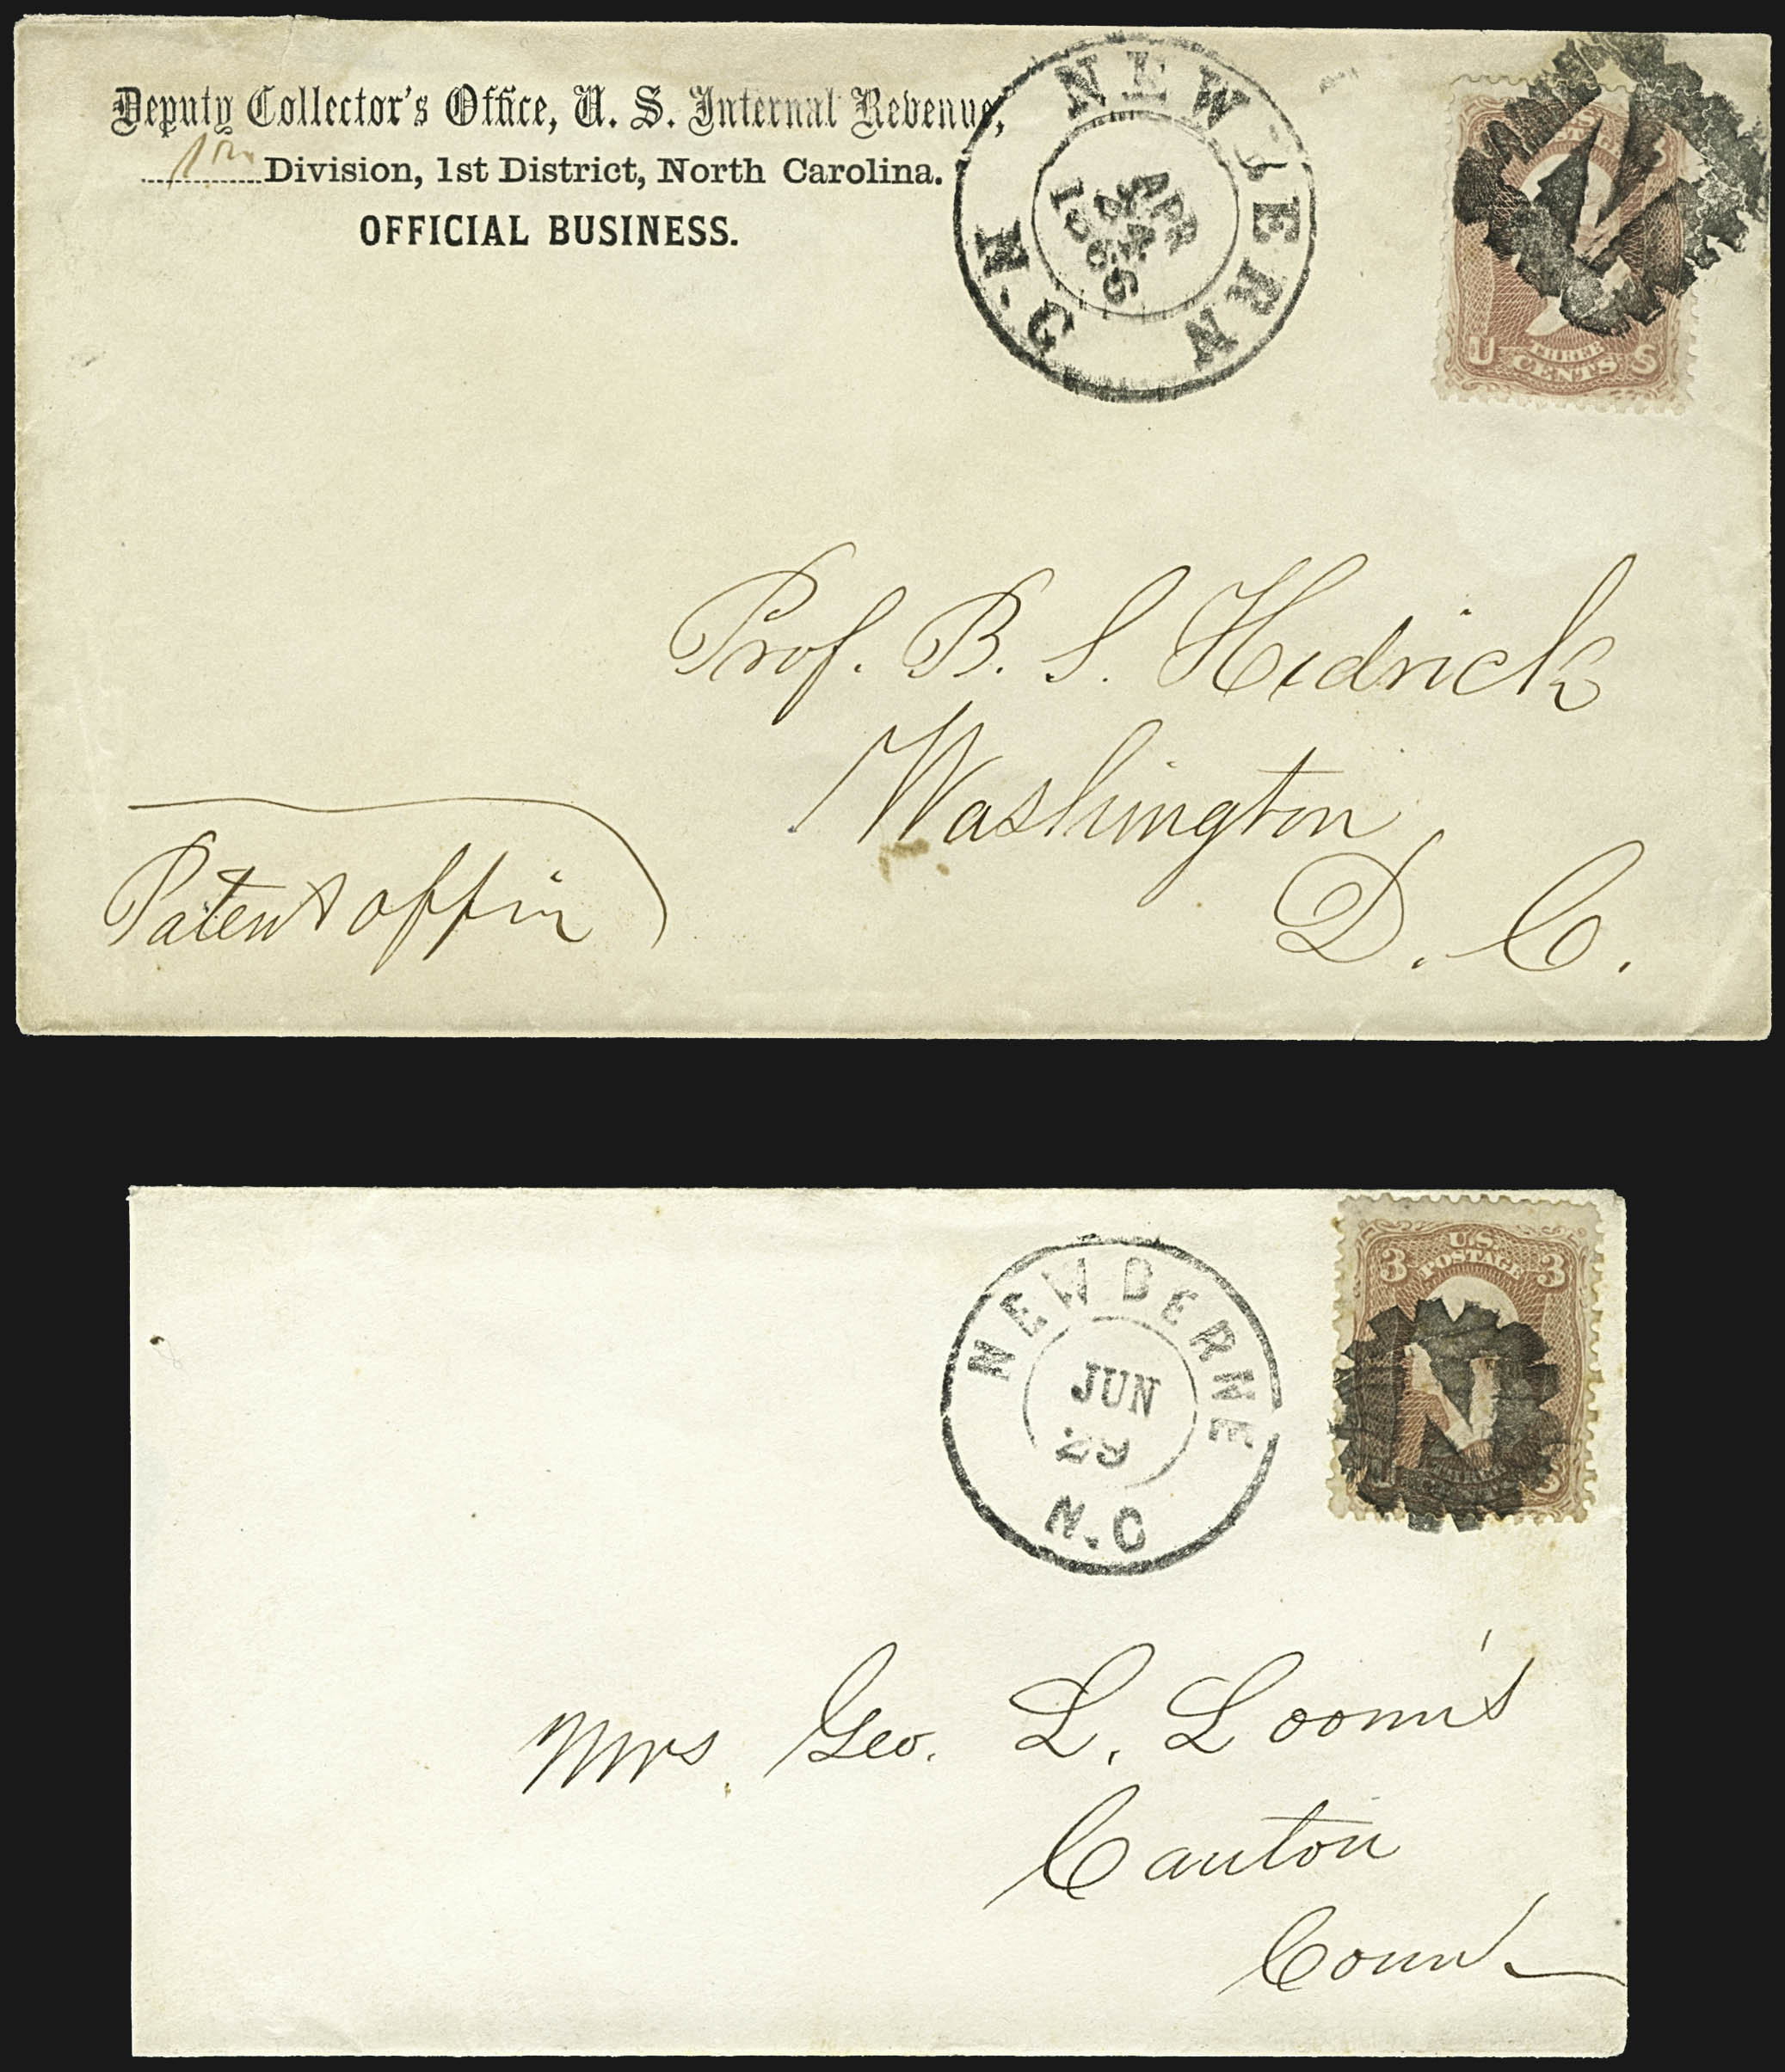 Deputy Collector's Office, U. S. Internal Revenue,
Division, 1st District, North Carolina.
OFFICIAL BUSINESS.
NEW BERN
N.C
APR
24
1866
U S
THREE
CENTS
Prof. B. S. Hedrick
Washington
D. C.
Patent office
NEW BERNE
JUN
29
N.C
U.S.
POSTAGE
3 3
N
Mrs. Geo. L. Loomis
Canton
Conn